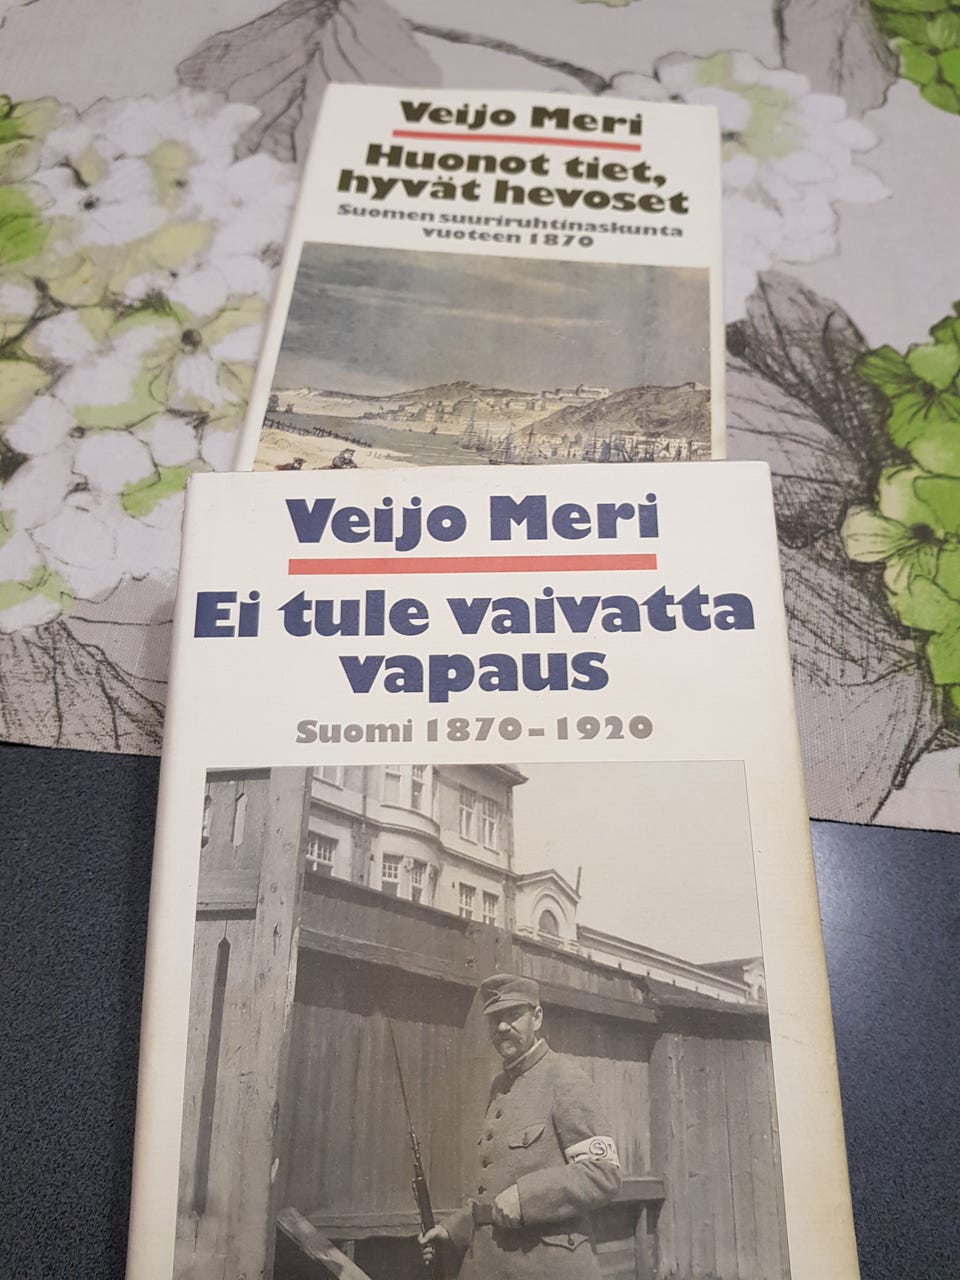 Veijo Meri
Huonot tiet,
hyvät hevoset
Suomen suuriruhtinaskunta
vuoteen 1870
Veijo Meri
Ei tule vaivatta
vapaus
Suomi 1870–1920
S